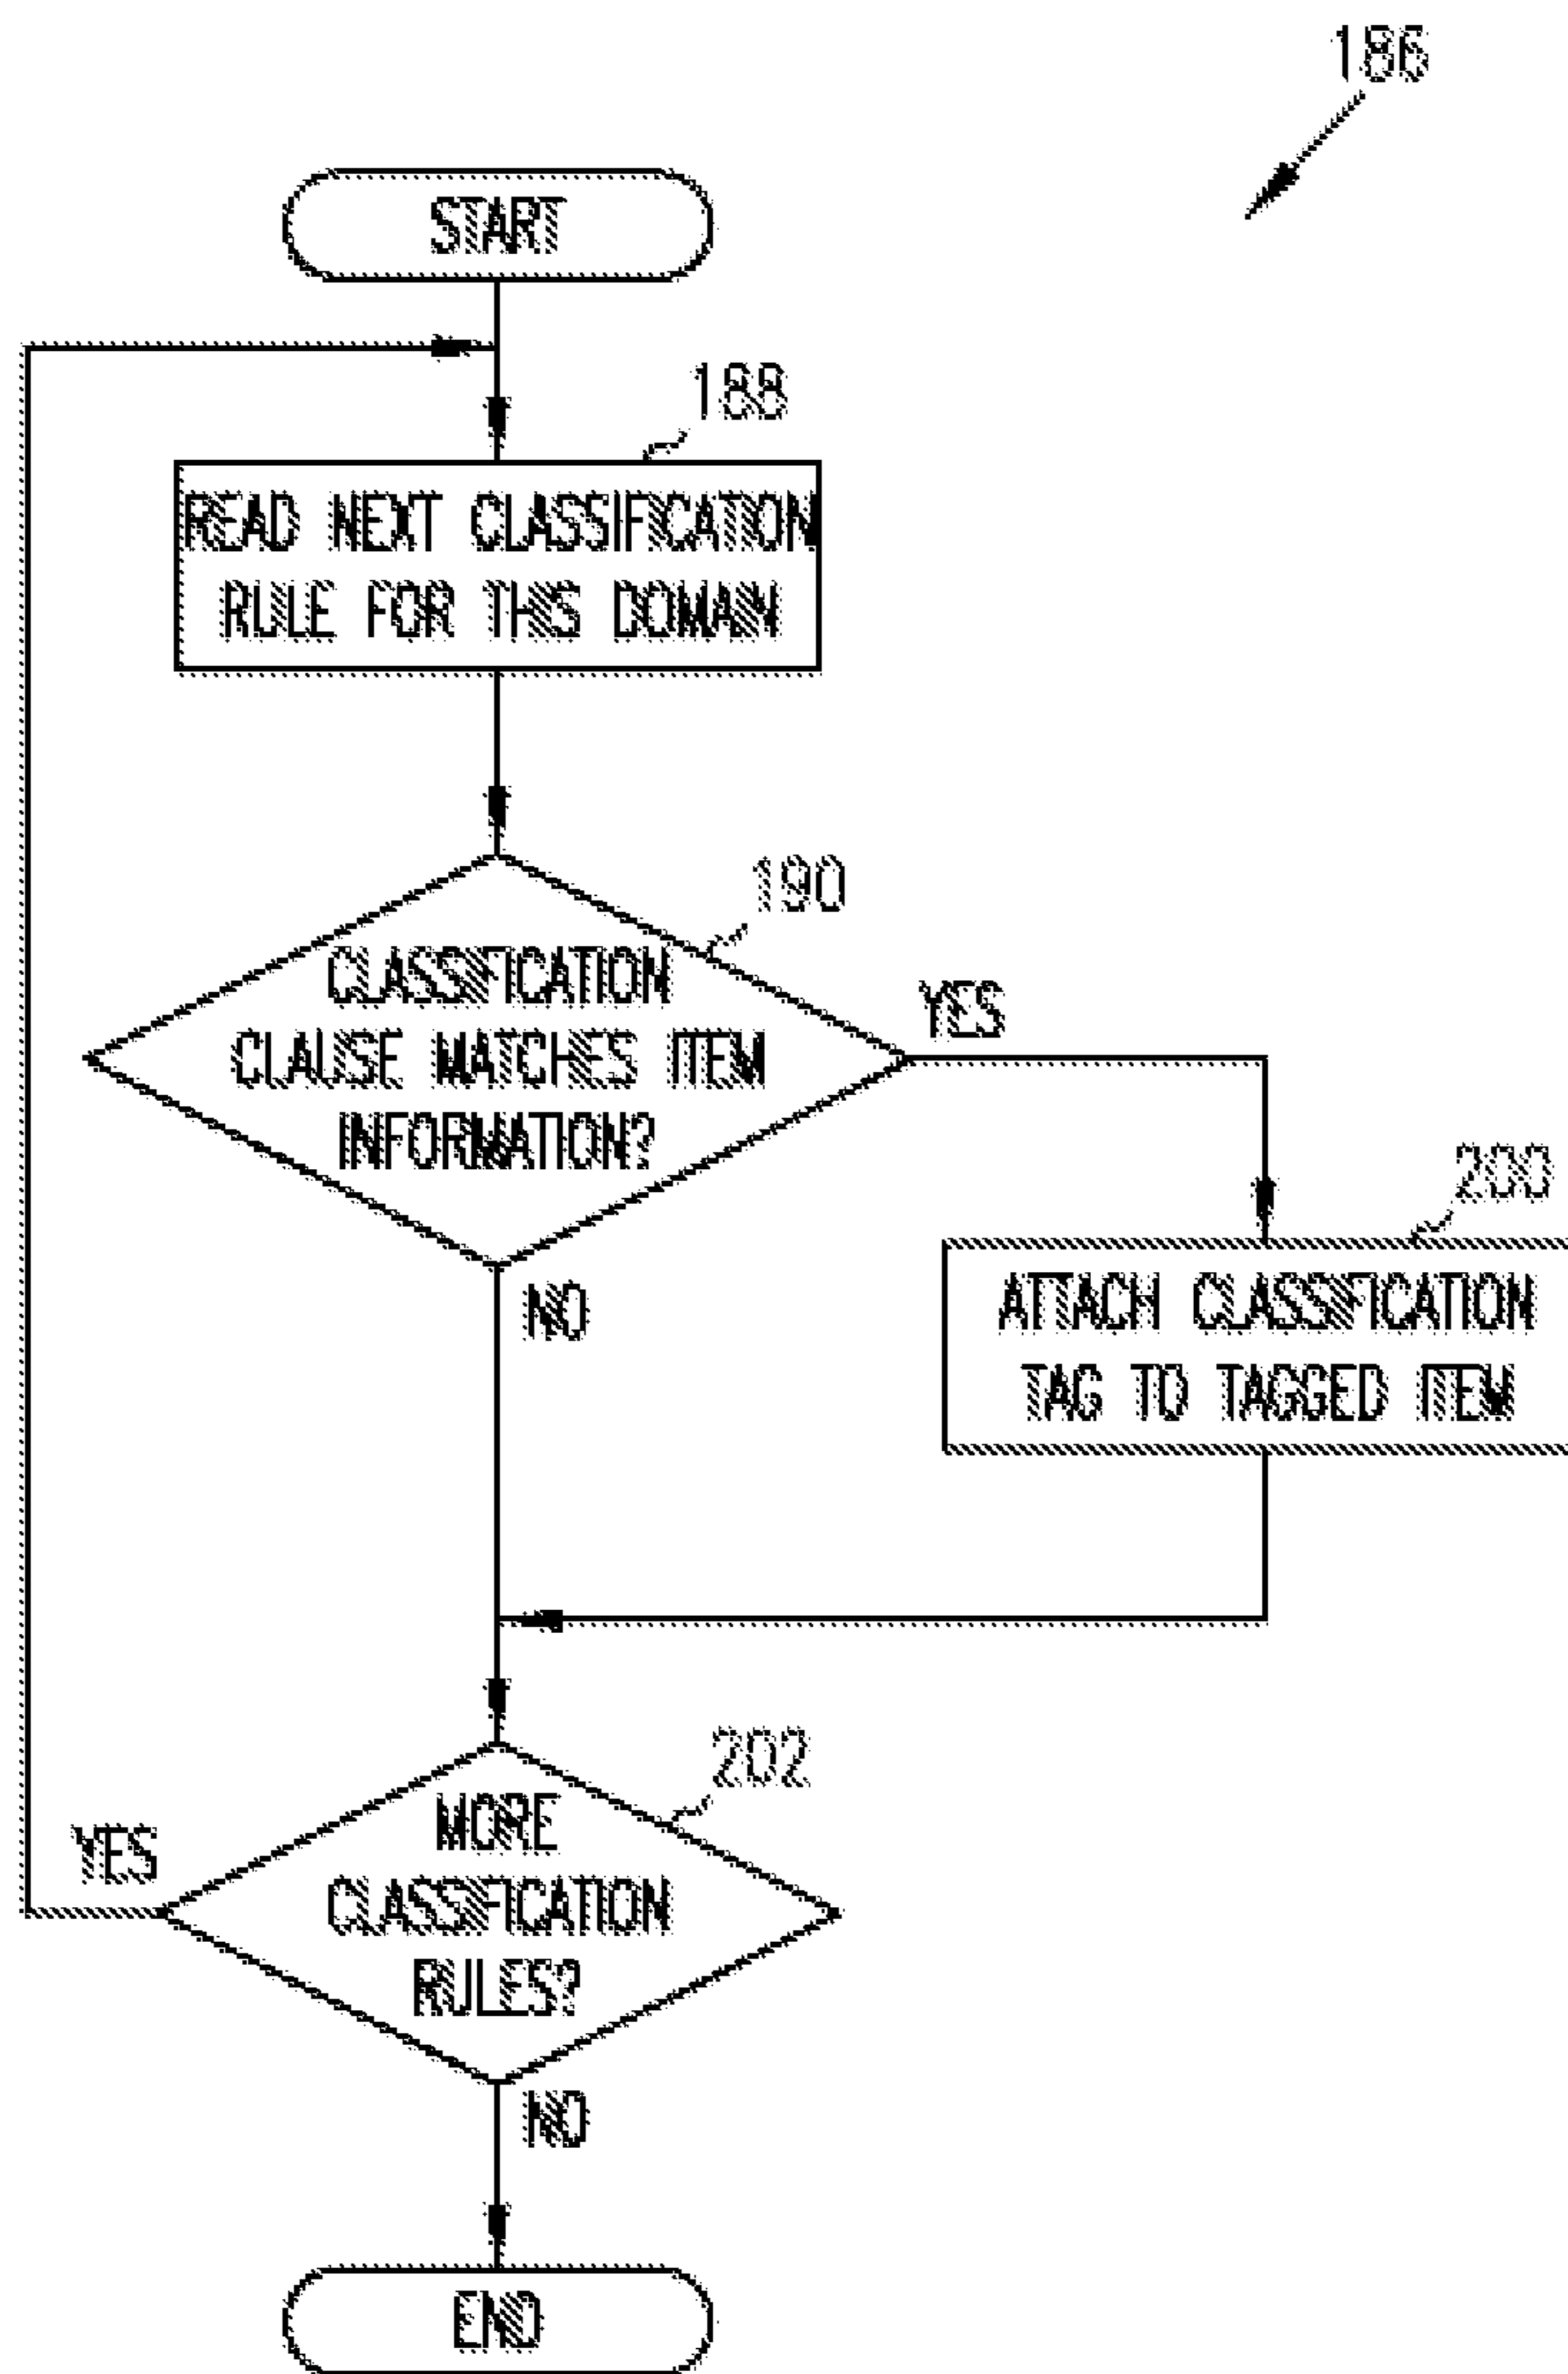 186
START
188
READ NEXT CLASSIFICATION
RULE FOR THIS DOMAIN
190
CLASSIFICATION
CLAUSE MATCHES ITEM
INFORMATION?
YES
NO
200
ATTACH CLASSIFICATION
TAG TO TAGGED ITEM
202
MORE
CLASSIFICATION
RULES?
YES
NO
END